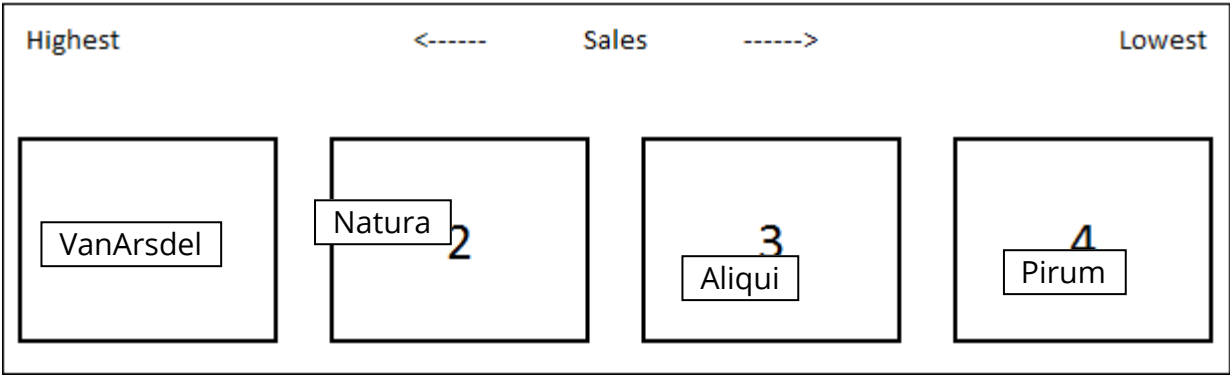 Highest <------ Sales ------> Lowest
VanArsdel
Natura 2
3
Aliqui
4
Pirum